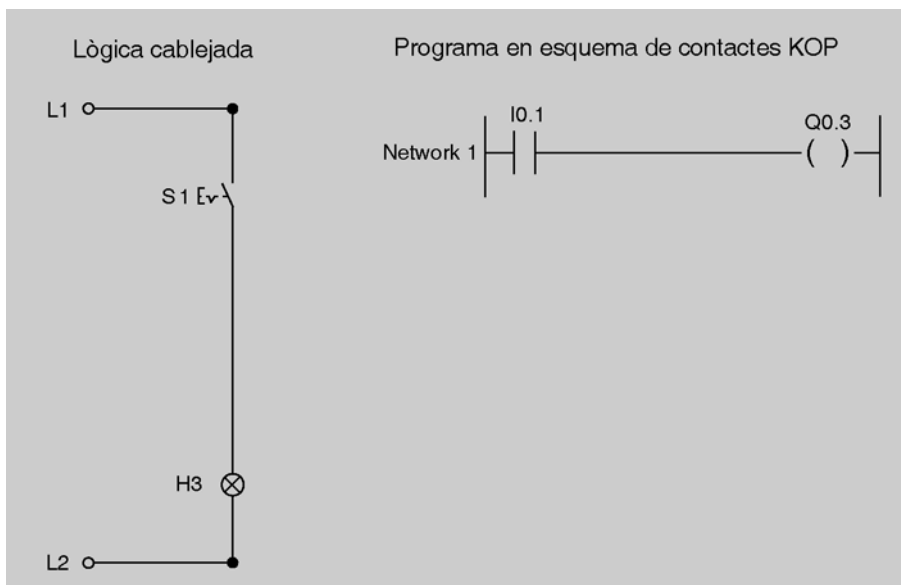 Lògica cablejada
Programa en esquema de contactes KOP
L1
S1
H3
L2
I0.1
Q0.3
Network 1